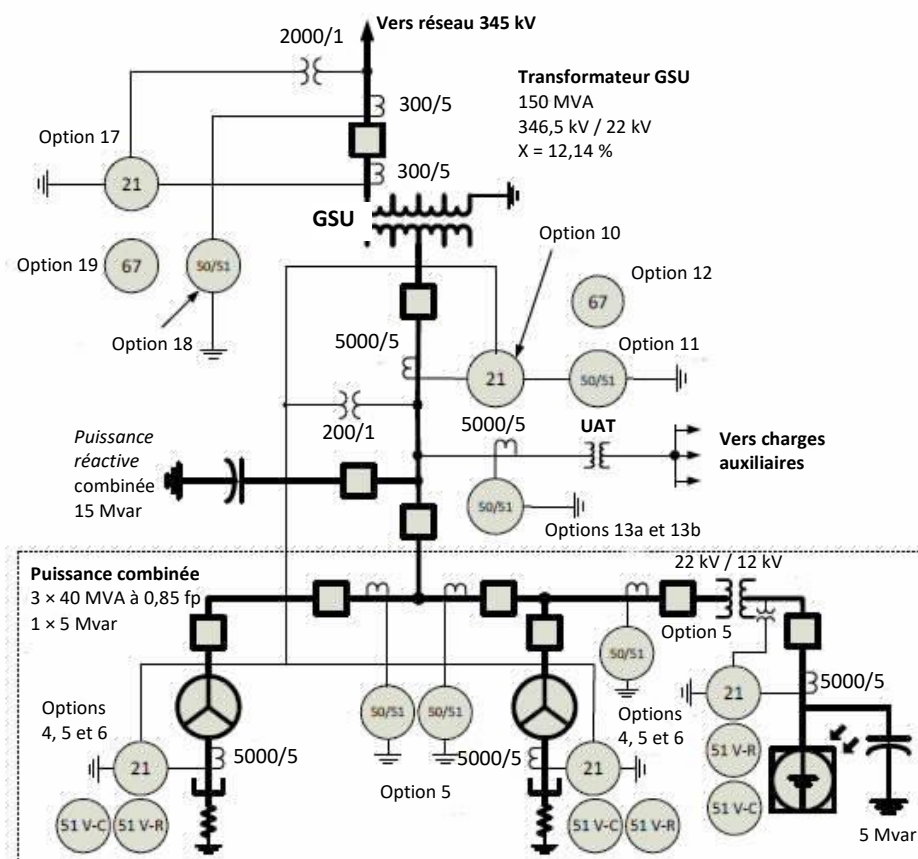 Vers réseau 345 kV
2000/1
Transformateur GSU
150 MVA
346,5 kV / 22 kV
X = 12,14 %
300/5
Option 17
300/5
21
GSU
Option 10
Option 19
67
50/51
Option 12
67
Option 18
5000/5
Option 11
21
50/51
200/1
5000/5
UAT
Vers charges
auxiliaires
Puissance
réactive
combinée
15 Mvar
50/51
Options 13a et 13b
Puissance combinée
3 × 40 MVA à 0,85 fp
1 × 5 Mvar
22 kV / 12 kV
Option 5
50/51
Options
4, 5 et 6
50/51
50/51
Options
4, 5 et 6
21
5000/5
5000/5
5000/5
21
21
Option 5
51 V-R
51 V-C
51 V-C
51 V-R
51 V-C
51 V-R
5 Mvar